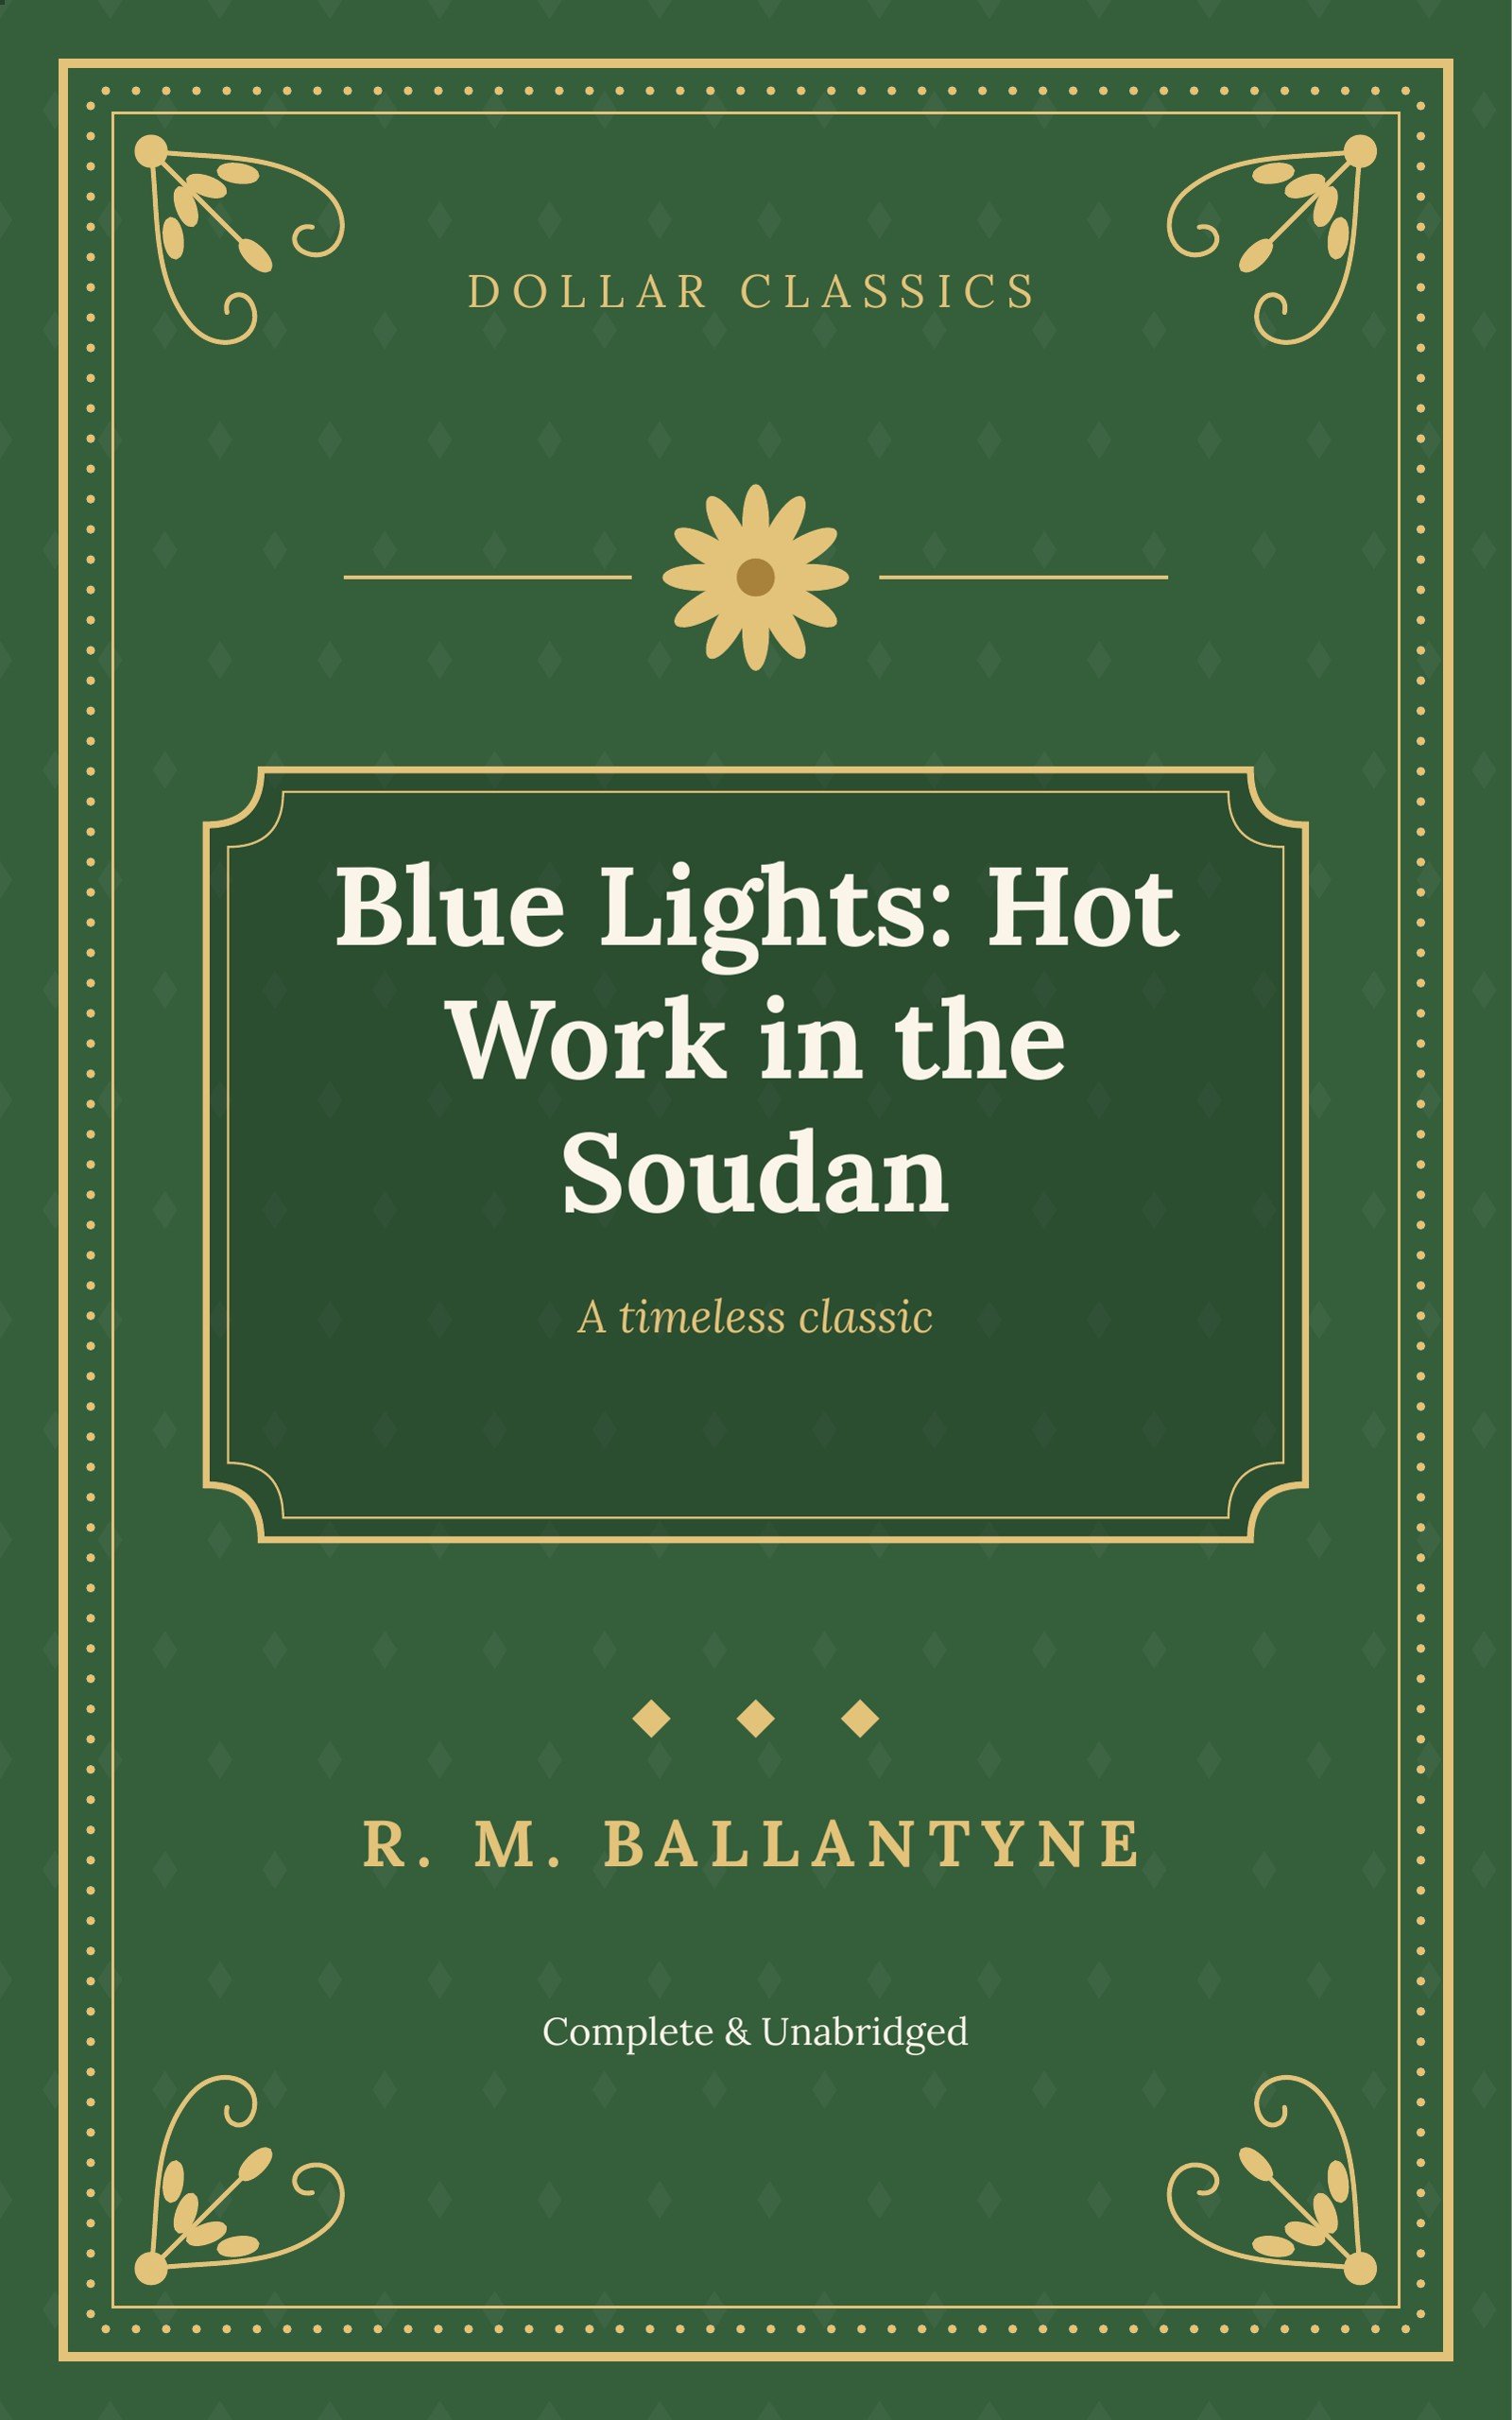 DOLLAR CLASSICS
Blue Lights: Hot
Work in the
Soudan
A timeless classic
R. M. BALLANTYNE
Complete & Unabridged